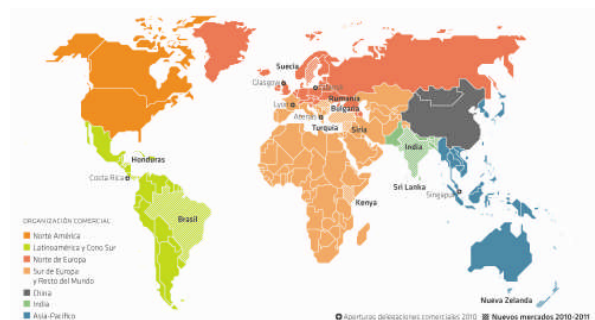 Suecia
Glasgow
Rumania
Lyon
Bulgaria
Atenas
Turquía
Siria
Honduras
India
Costa Rica
Sri Lanka
Singapur
Kenya
Brasil
ORGANIZACIÓN COMERCIAL
Norte América
Latinoamérica y Cono Sur
Norte de Europa
Sur de Europa
y Resto del Mundo
China
India
Asia-Pacífico
Nueva Zelanda
Aperturas delegaciones comerciales 2010
Nuevos mercados 2010-2011